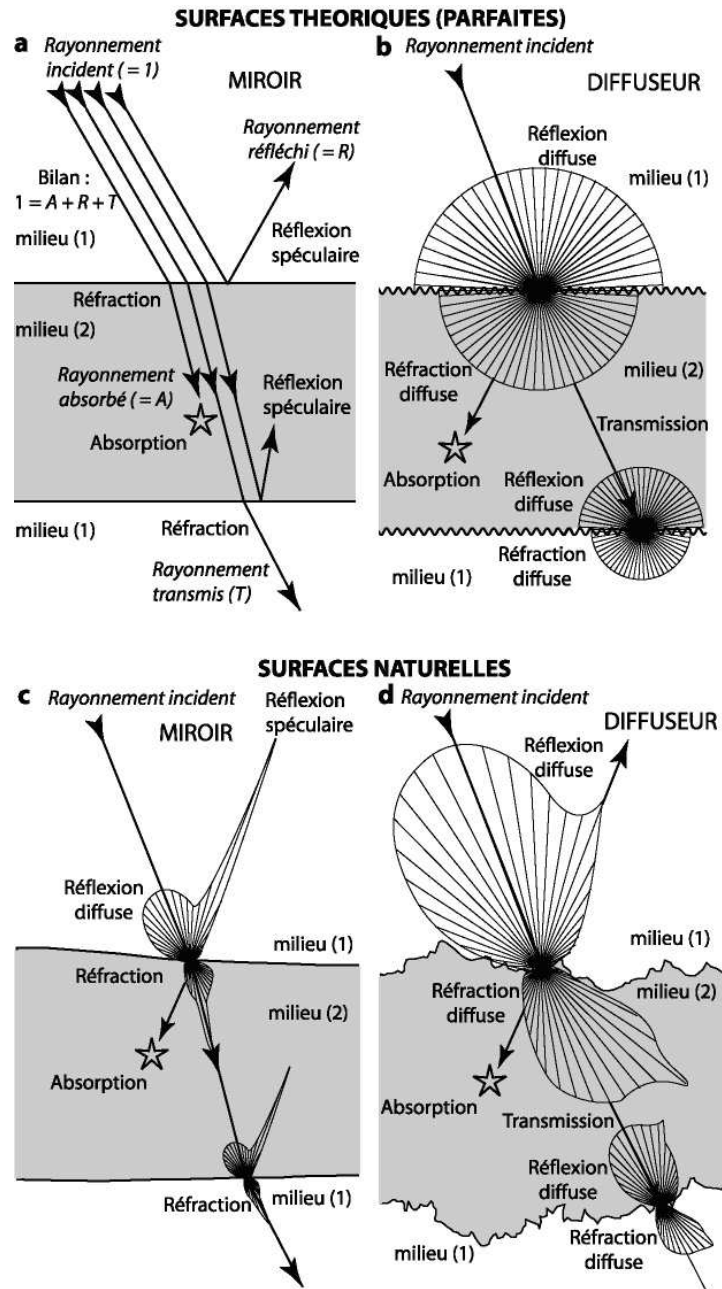 SURFACES THEORIQUES (PARFAITES)
a
Rayonnement
incident (= 1)
MIROIR
Rayonnement
réfléchi (= R)
Bilan :
1 = A + R + T
milieu (1)
Réflexion
spéculaire
Réfraction
milieu (2)
Rayonnement
absorbé (= A)
Réflexion
spéculaire
Absorption
milieu (1)
Réfraction
Rayonnement
transmis (T)
b
Rayonnement incident
DIFFUSEUR
Réflexion
diffuse
milieu (1)
Réfraction
diffuse
milieu (2)
Transmission
Absorption
Réflexion
diffuse
Réfraction
diffuse
milieu (1)
SURFACES NATURELLES
c
Rayonnement incident
Réflexion
spéculaire
MIROIR
Réflexion
diffuse
milieu (1)
Réfraction
milieu (2)
Absorption
Réfraction
milieu (1)
d
Rayonnement incident
DIFFUSEUR
Réflexion
diffuse
milieu (1)
Réfraction
diffuse
milieu (2)
Absorption
Transmission
Réflexion
diffuse
milieu (1)
Réfraction
diffuse